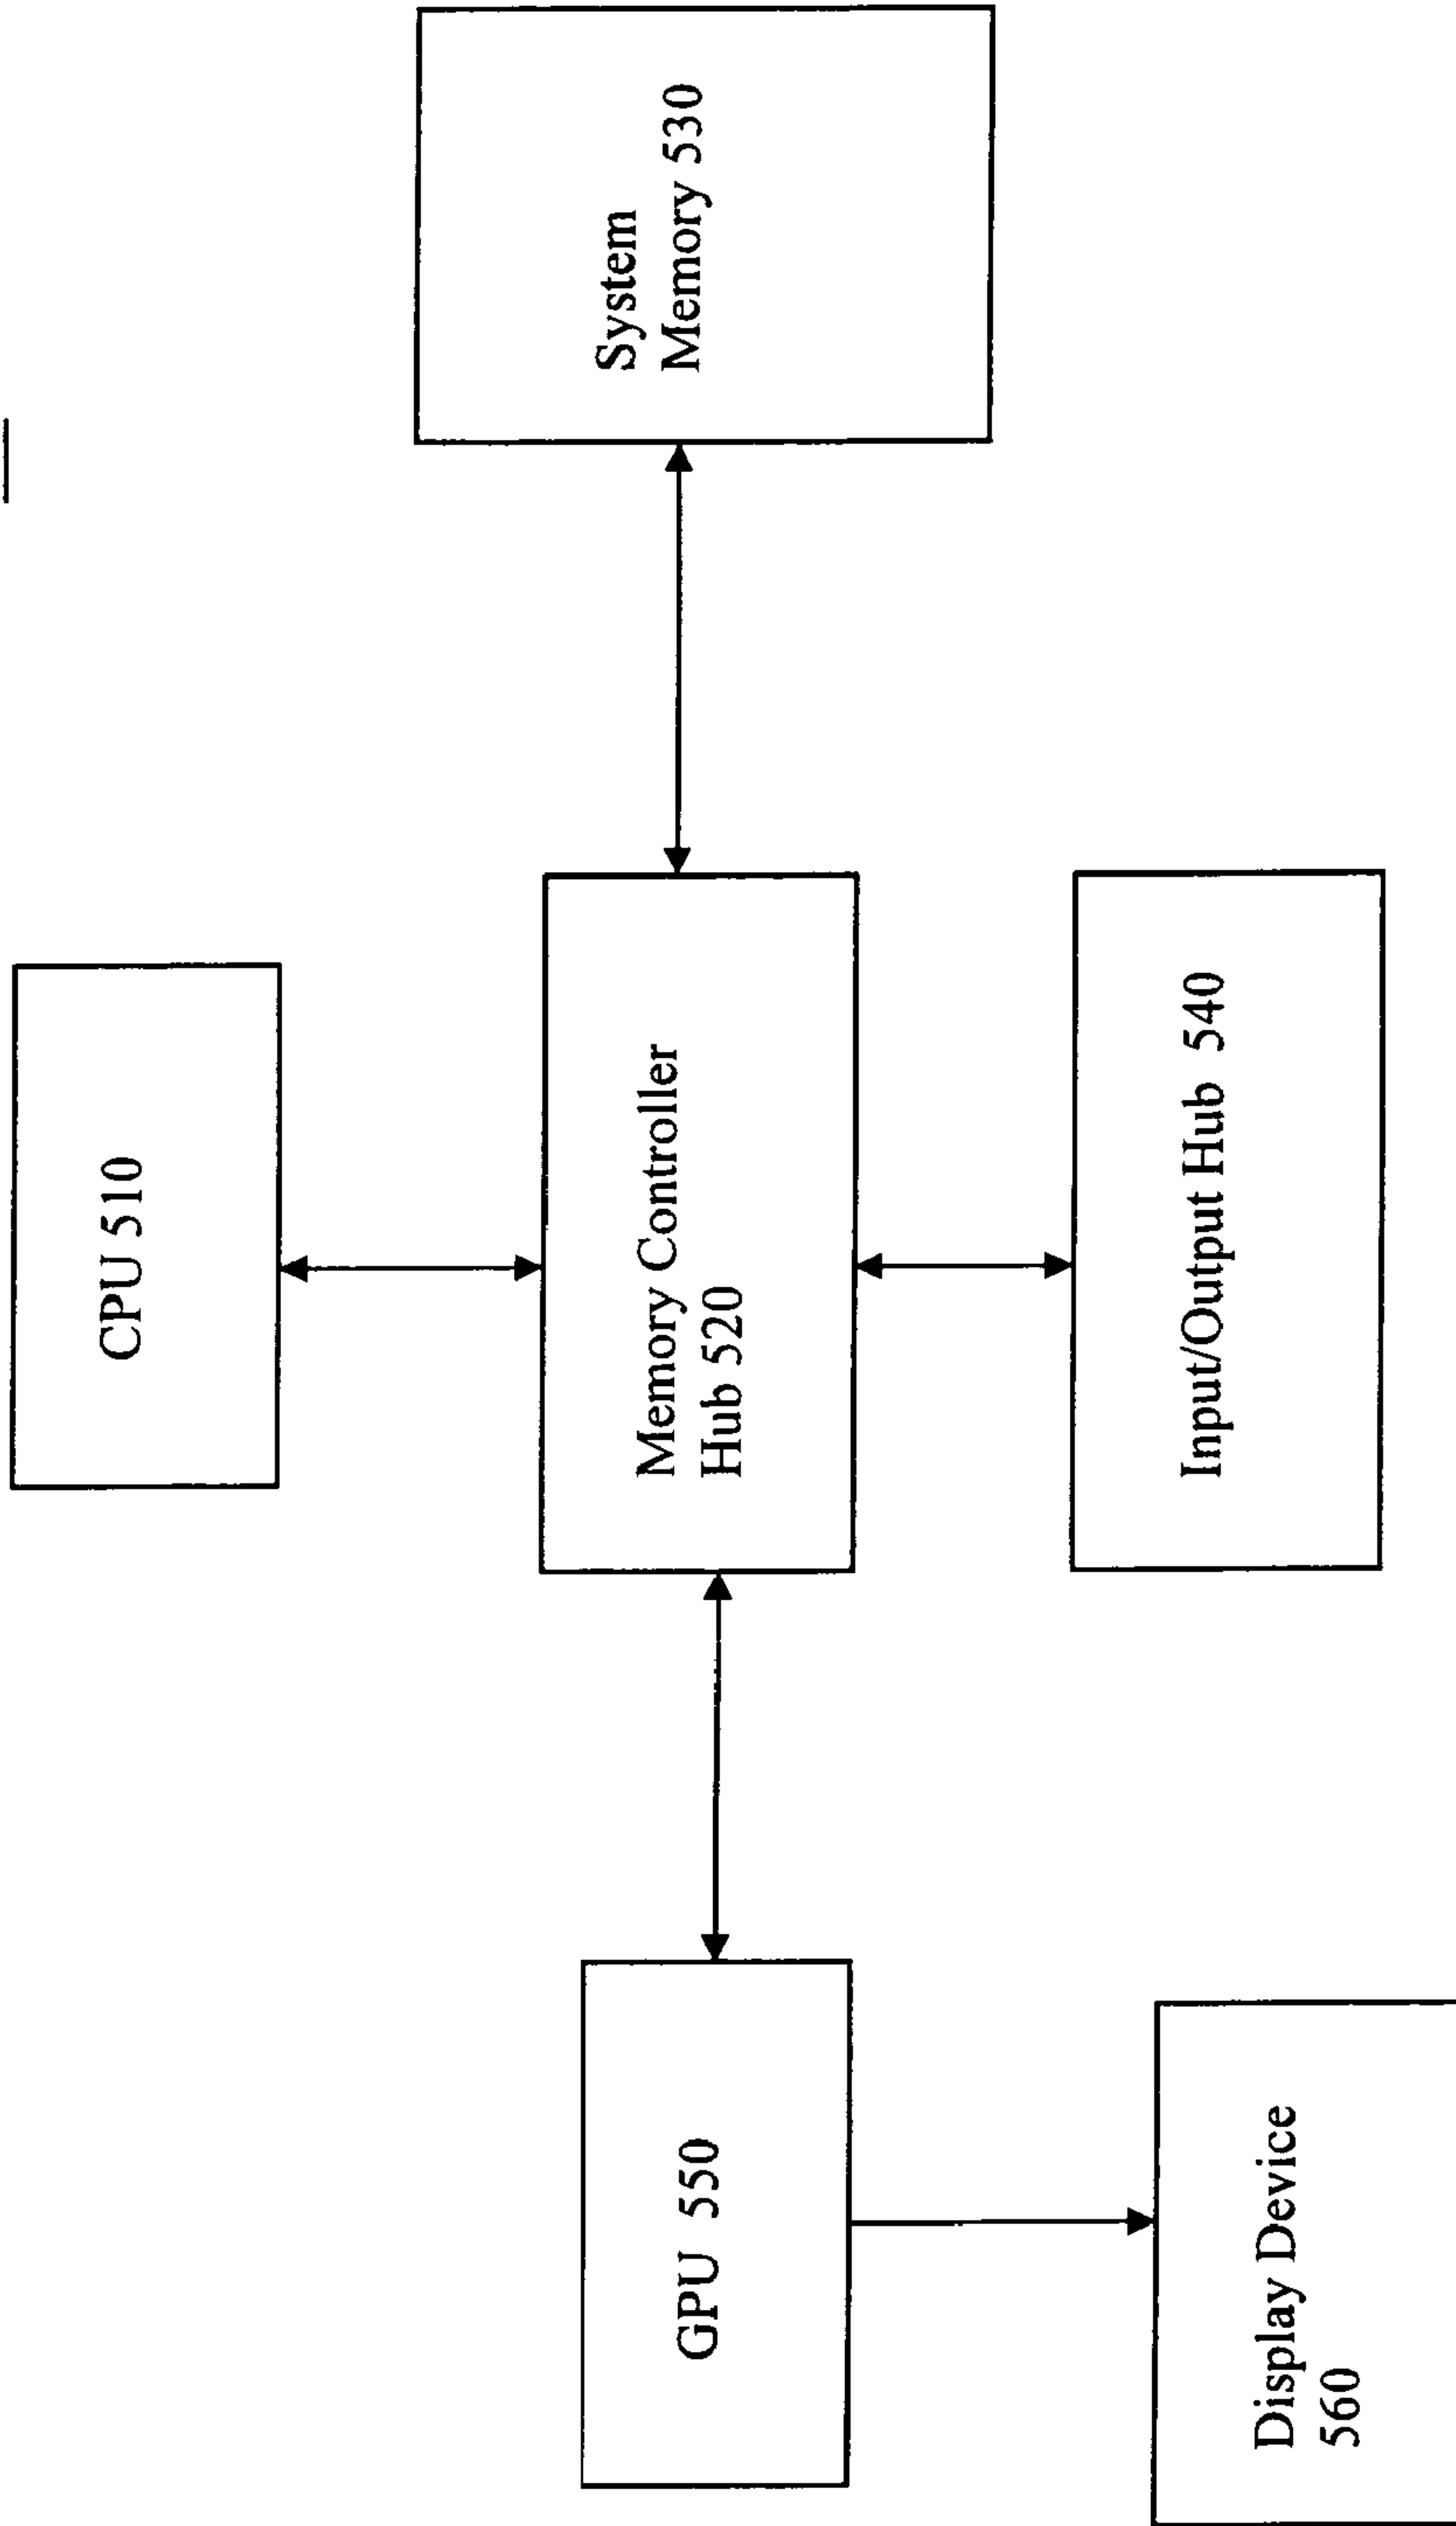 CPU 510
System
Memory 530
Memory Controller
Hub 520
GPU 550
Input/Output Hub 540
Display Device
560